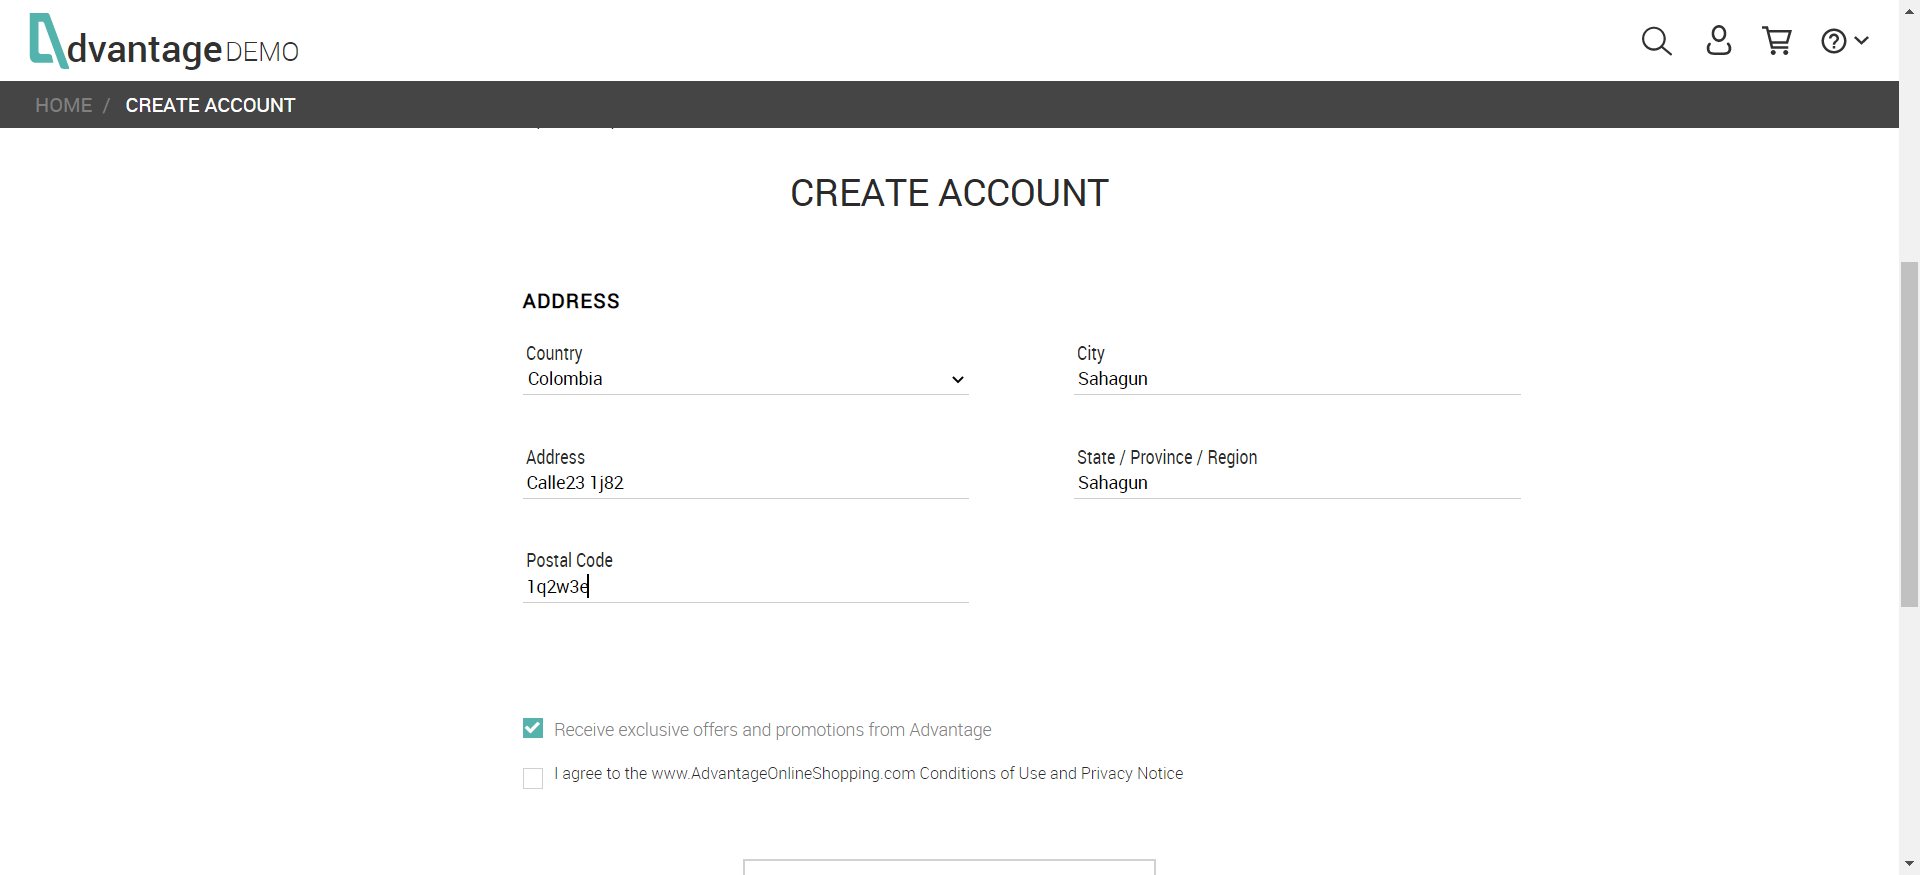 dvantage DEMO
HOME / CREATE ACCOUNT
CREATE ACCOUNT
ADDRESS
Country City
Colombia Sahagun
Address State / Province / Region
Calle23 1j82 Sahagun
Postal Code
1q2w3e
Receive exclusive offers and promotions from Advantage
I agree to the www.AdvantageOnlineShopping.com Conditions of Use and Privacy Notice